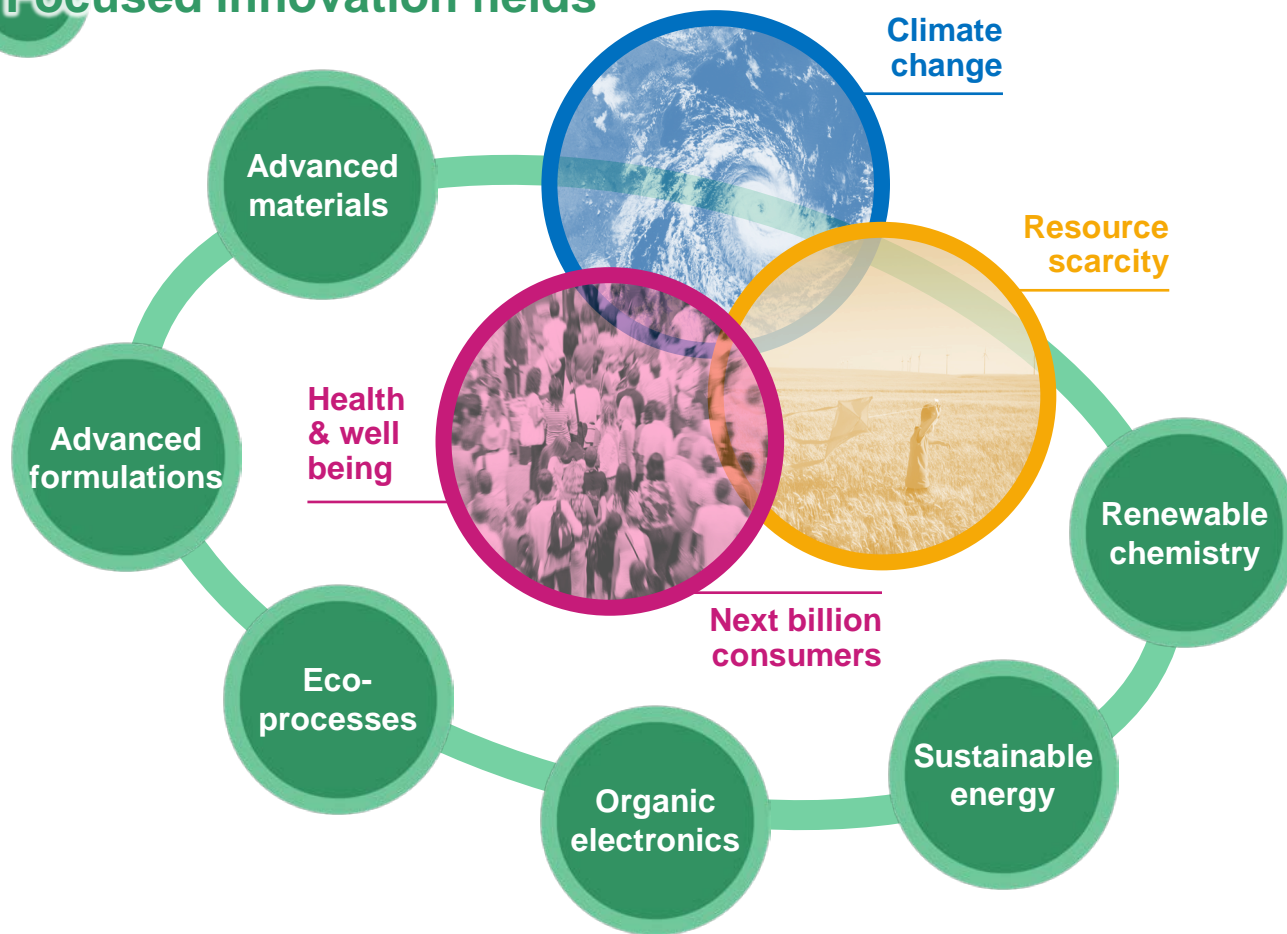 Focused innovation fields
Climate
change
Advanced
materials
Resource
scarcity
Health
& well
being
Advanced
formulations
Renewable
chemistry
Next billion
consumers
Eco-
processes
Sustainable
energy
Organic
electronics